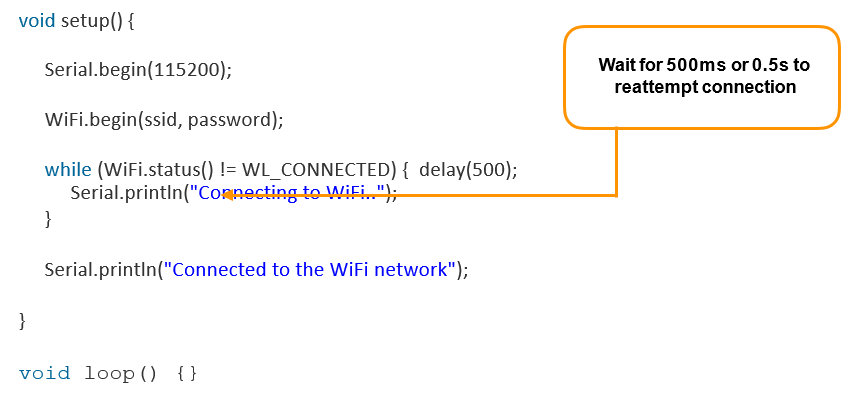 void setup() {
Serial.begin(115200);
WiFi.begin(ssid, password);
while (WiFi.status() != WL_CONNECTED) {  delay(500);
Serial.println("Connecting to WiFi..");
}
Serial.println("Connected to the WiFi network");
}
void loop() {}
Wait for 500ms or 0.5s to
reattempt connection